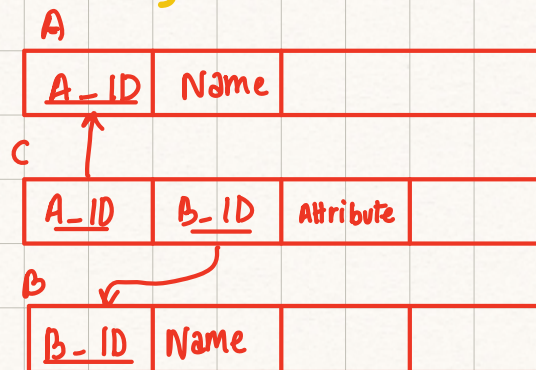 A
A_ID Name
C
A_ID B_ID Attribute
B
B_ID Name